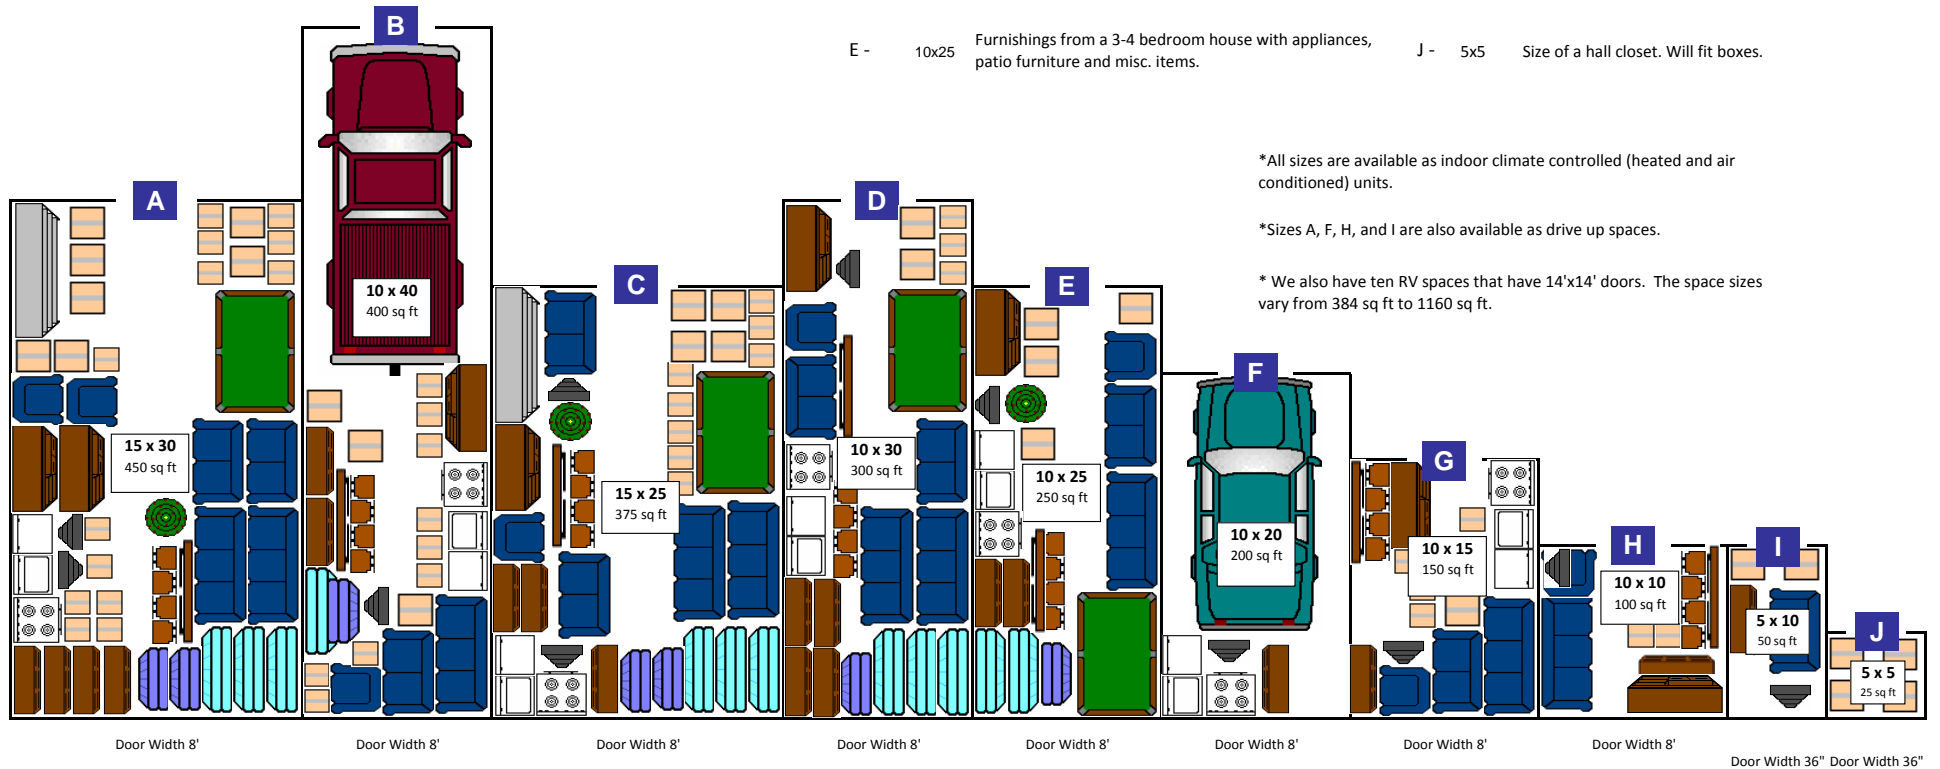 B
E - 10x25 Furnishings from a 3-4 bedroom house with appliances,
patio furniture and misc. items.
J - 5x5 Size of a hall closet. Will fit boxes.
*All sizes are available as indoor climate controlled (heated and air
conditioned) units.
*Sizes A, F, H, and I are also available as drive up spaces.
* We also have ten RV spaces that have 14'x14' doors. The space sizes
vary from 384 sq ft to 1160 sq ft.
A
15 x 30
450 sq ft
10 x 40
400 sq ft
C
15 x 25
375 sq ft
D
10 x 30
300 sq ft
E
10 x 25
250 sq ft
F
10 x 20
200 sq ft
G
10 x 15
150 sq ft
H
10 x 10
100 sq ft
I
5 x 10
50 sq ft
J
5 x 5
25 sq ft
Door Width 8'
Door Width 8'
Door Width 8'
Door Width 8'
Door Width 8'
Door Width 8'
Door Width 8'
Door Width 8'
Door Width 36"
Door Width 36"